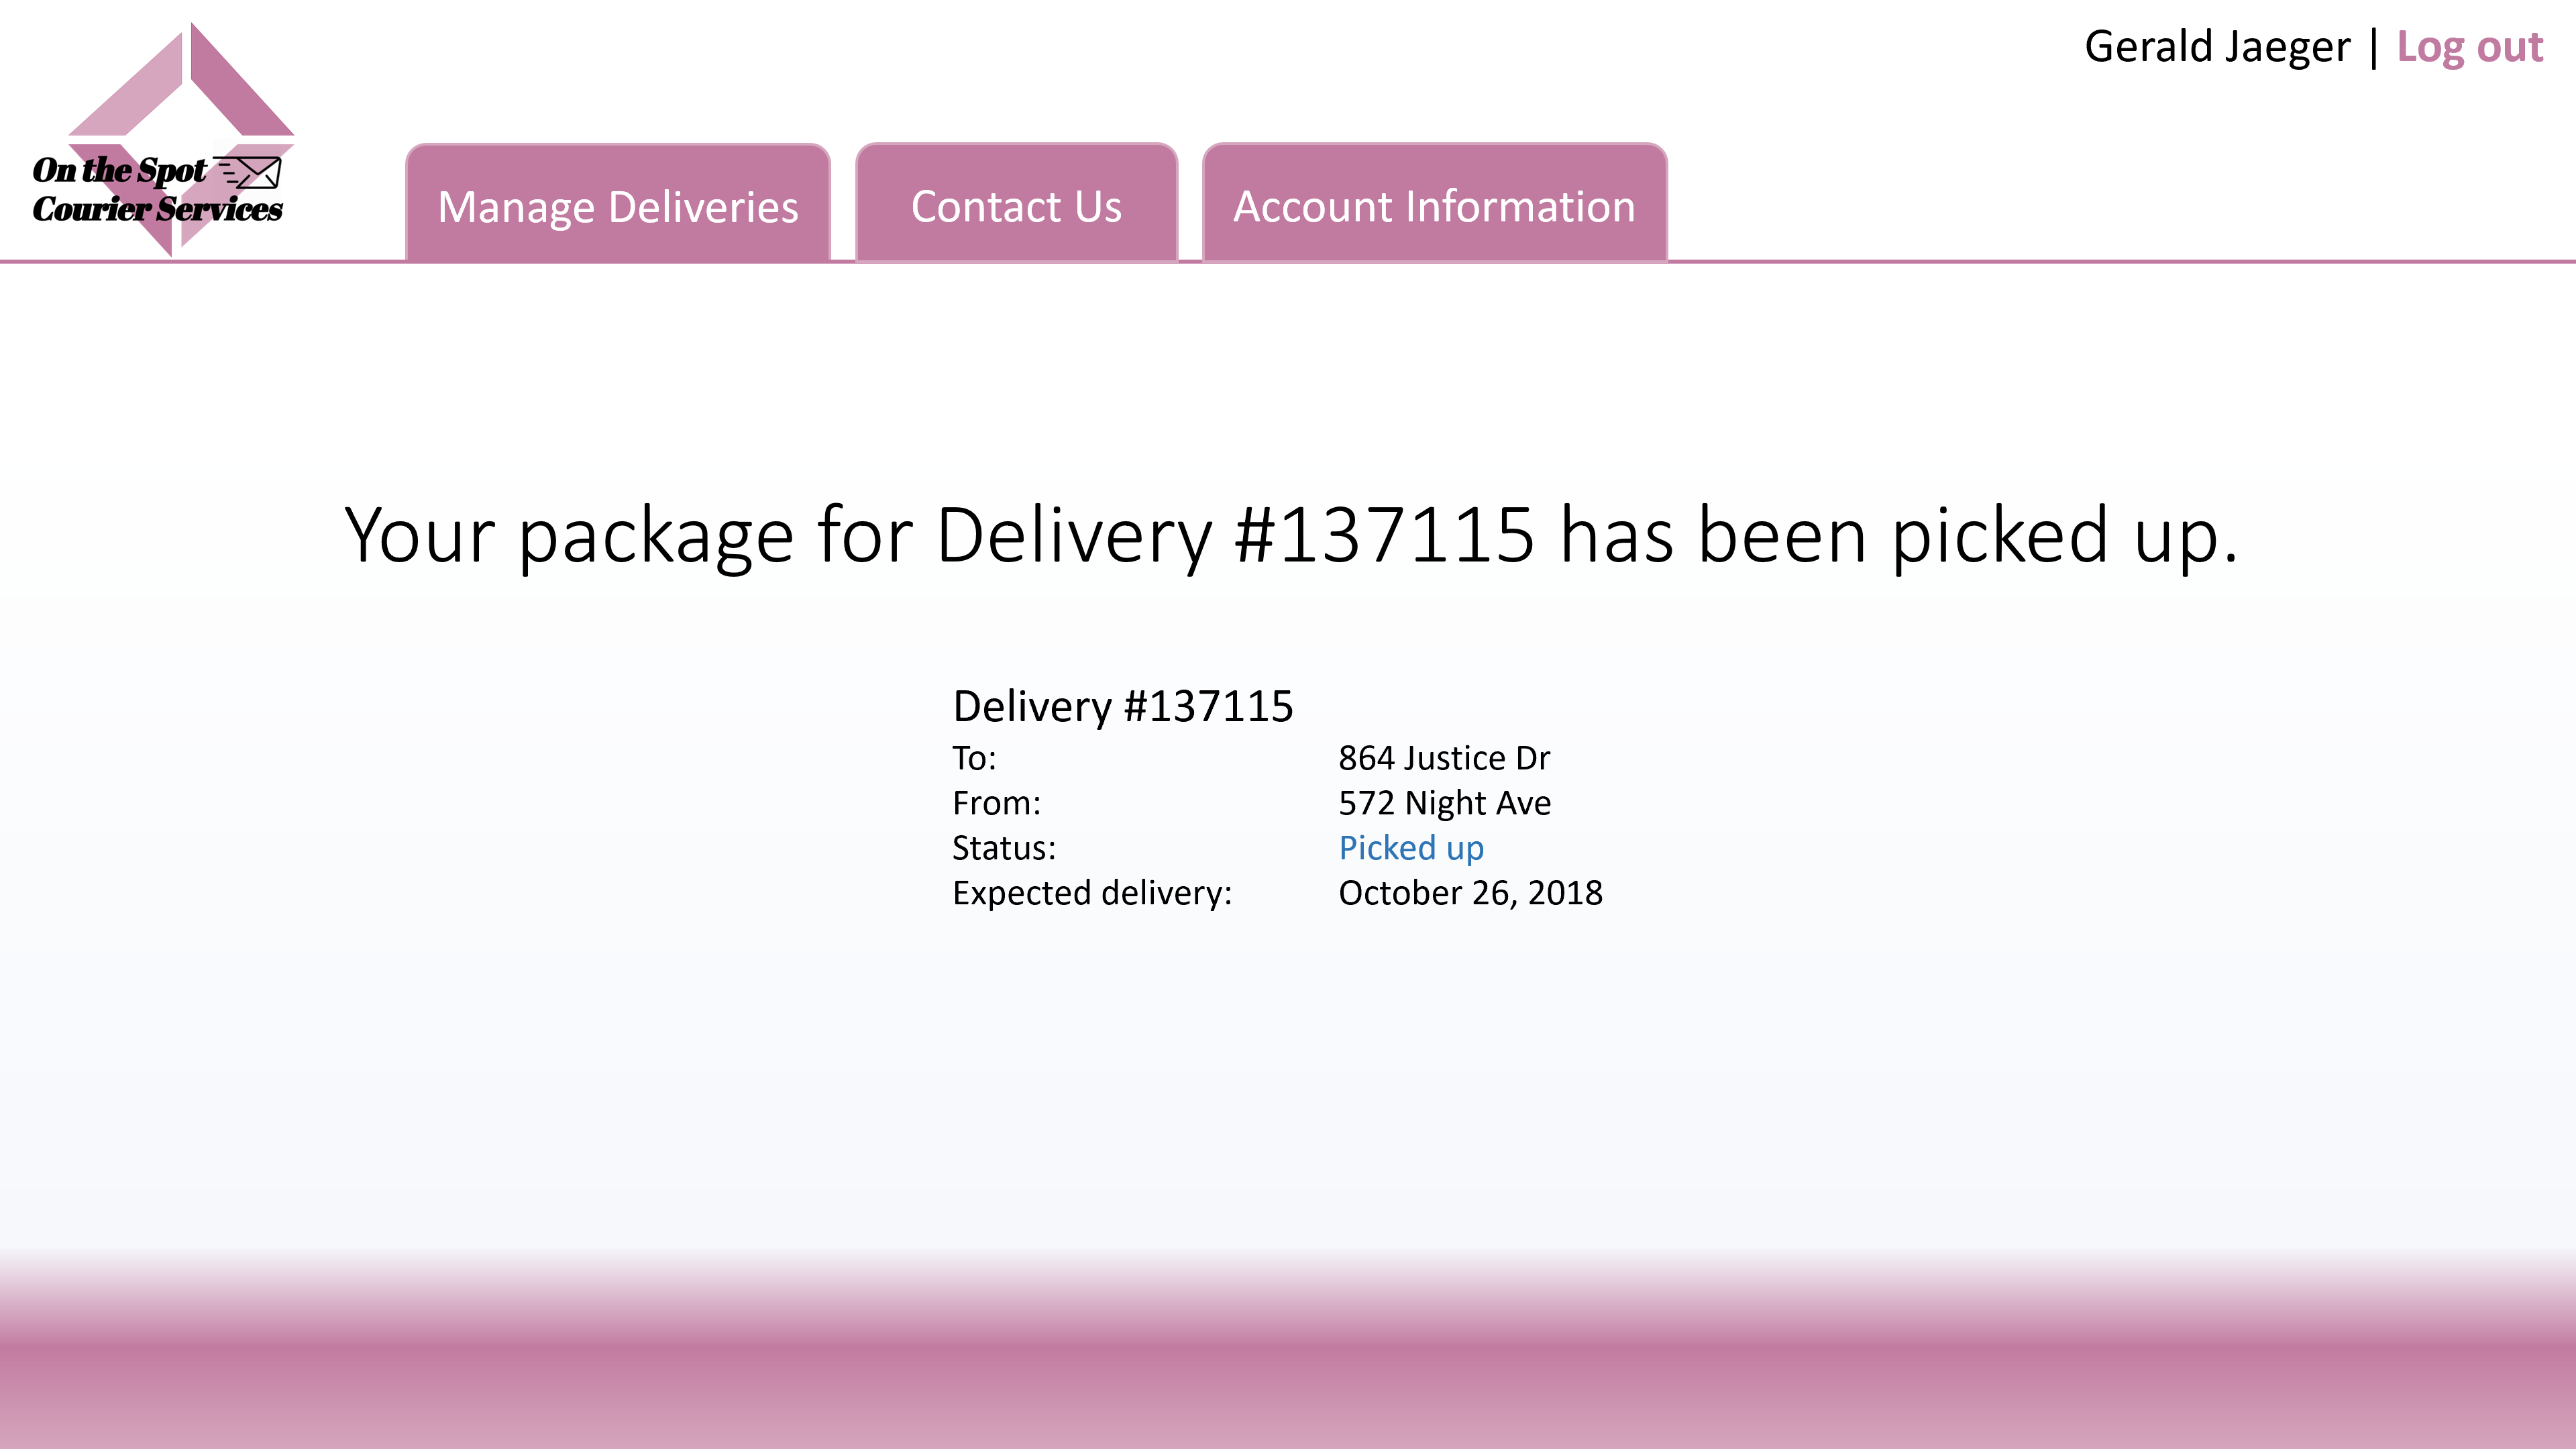 Gerald Jaeger | Log out
On the Spot
Courier Services
Manage Deliveries
Contact Us
Account Information
Your package for Delivery #137115 has been picked up.
Delivery #137115
To: 864 Justice Dr
From: 572 Night Ave
Status: Picked up
Expected delivery: October 26, 2018